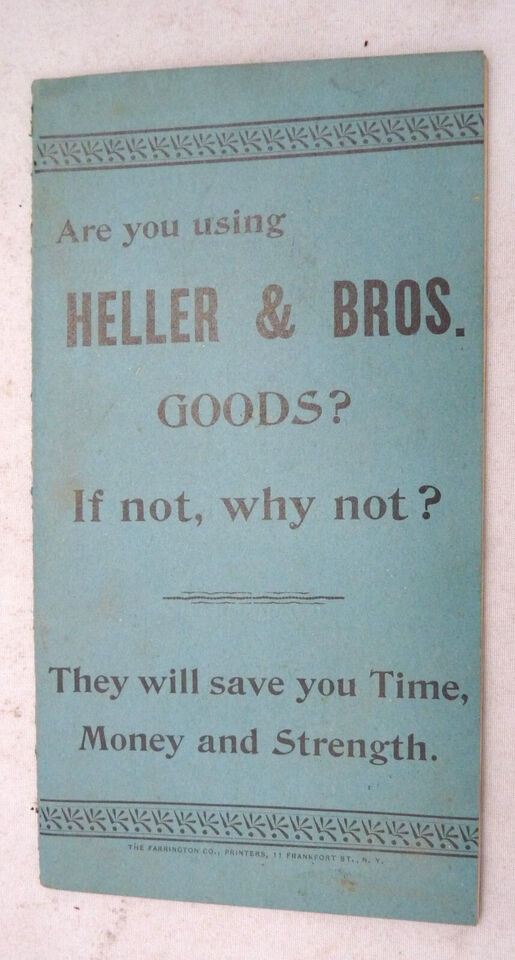 Are you using
HELLER & BROS.
GOODS?
If not, why not?
They will save you Time,
Money and Strength.
THE FARRINGTON CO., PRINTERS, 11 FRANKFORT ST., N. Y.